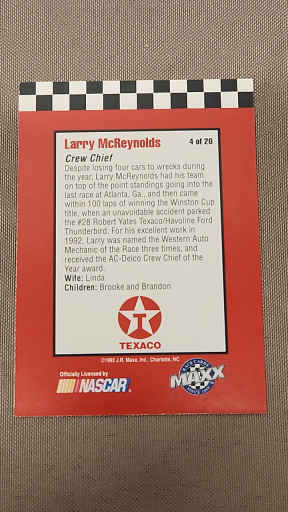 Larry McReynolds 4 of 20
Crew Chief
Despite losing four cars to wrecks during
the year, Larry McReynolds had his team
on top of the point standings going into the
last race at Atlanta, Ga...and then came
within 100 laps of winning the Winston Cup
title, when an unavoidable accident parked
the #28 Robert Yates Texaco/Havoline Ford
Thunderbird. For his excellent work in
1992, Larry was named the Western Auto
Mechanic of the Race three times, and
received the AC-Delco Crew Chief of the
Year award.
Wife: Linda
Children: Brooke and Brandon
T
TEXACO
©1992 J.R. Maxx, Inc., Charlotte, NC
Officially Licensed by
NASCAR
MAXX